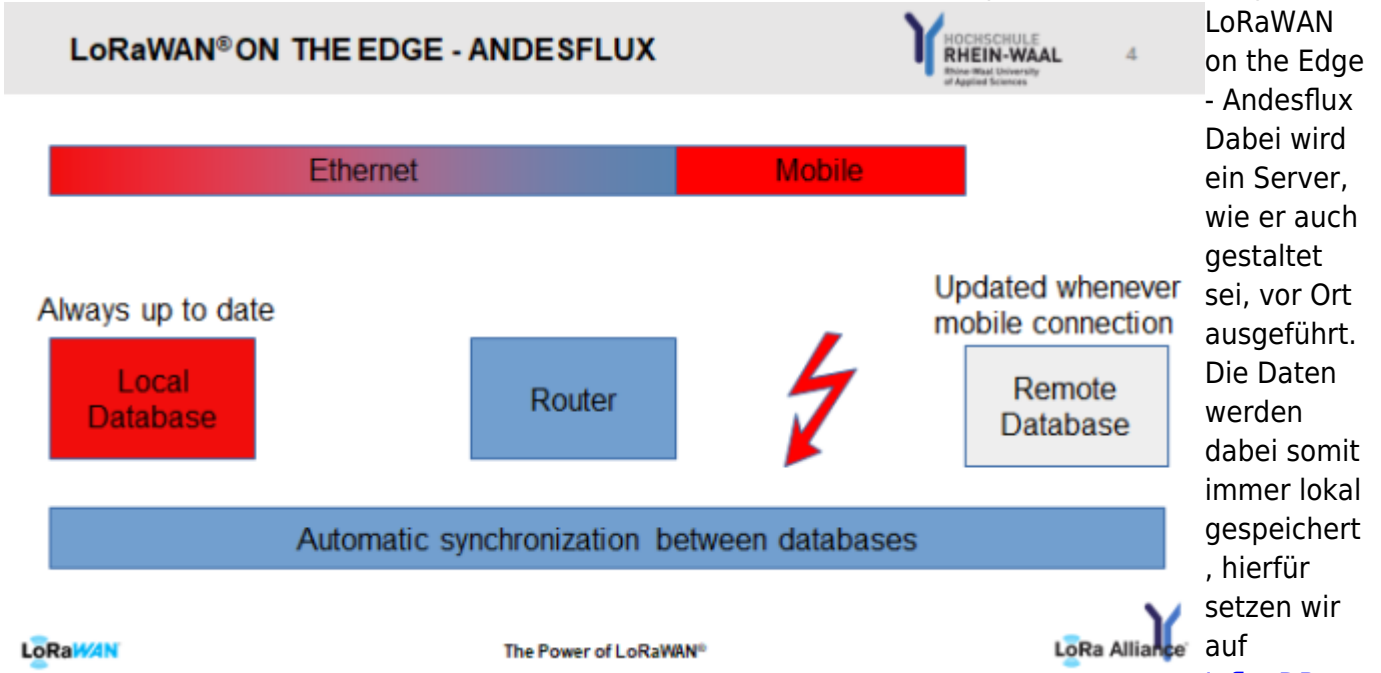 LoRaWAN® ON THE EDGE - ANDESFLUX
HOCHSCHULE
RHEIN-WAAL
Rhine-Waal University
of Applied Sciences
4
Ethernet
Mobile
Always up to date
Updated whenever
mobile connection
Local
Database
Router
Remote
Database
Automatic synchronization between databases
LoRaWAN
The Power of LoRaWAN®
LoRa Alliance
LoRaWAN
on the Edge
- Andesflux
Dabei wird
ein Server,
wie er auch
gestaltet
sei, vor Ort
ausgeführt.
Die Daten
werden
dabei somit
immer lokal
gespeichert
, hierfür
setzen wir
auf